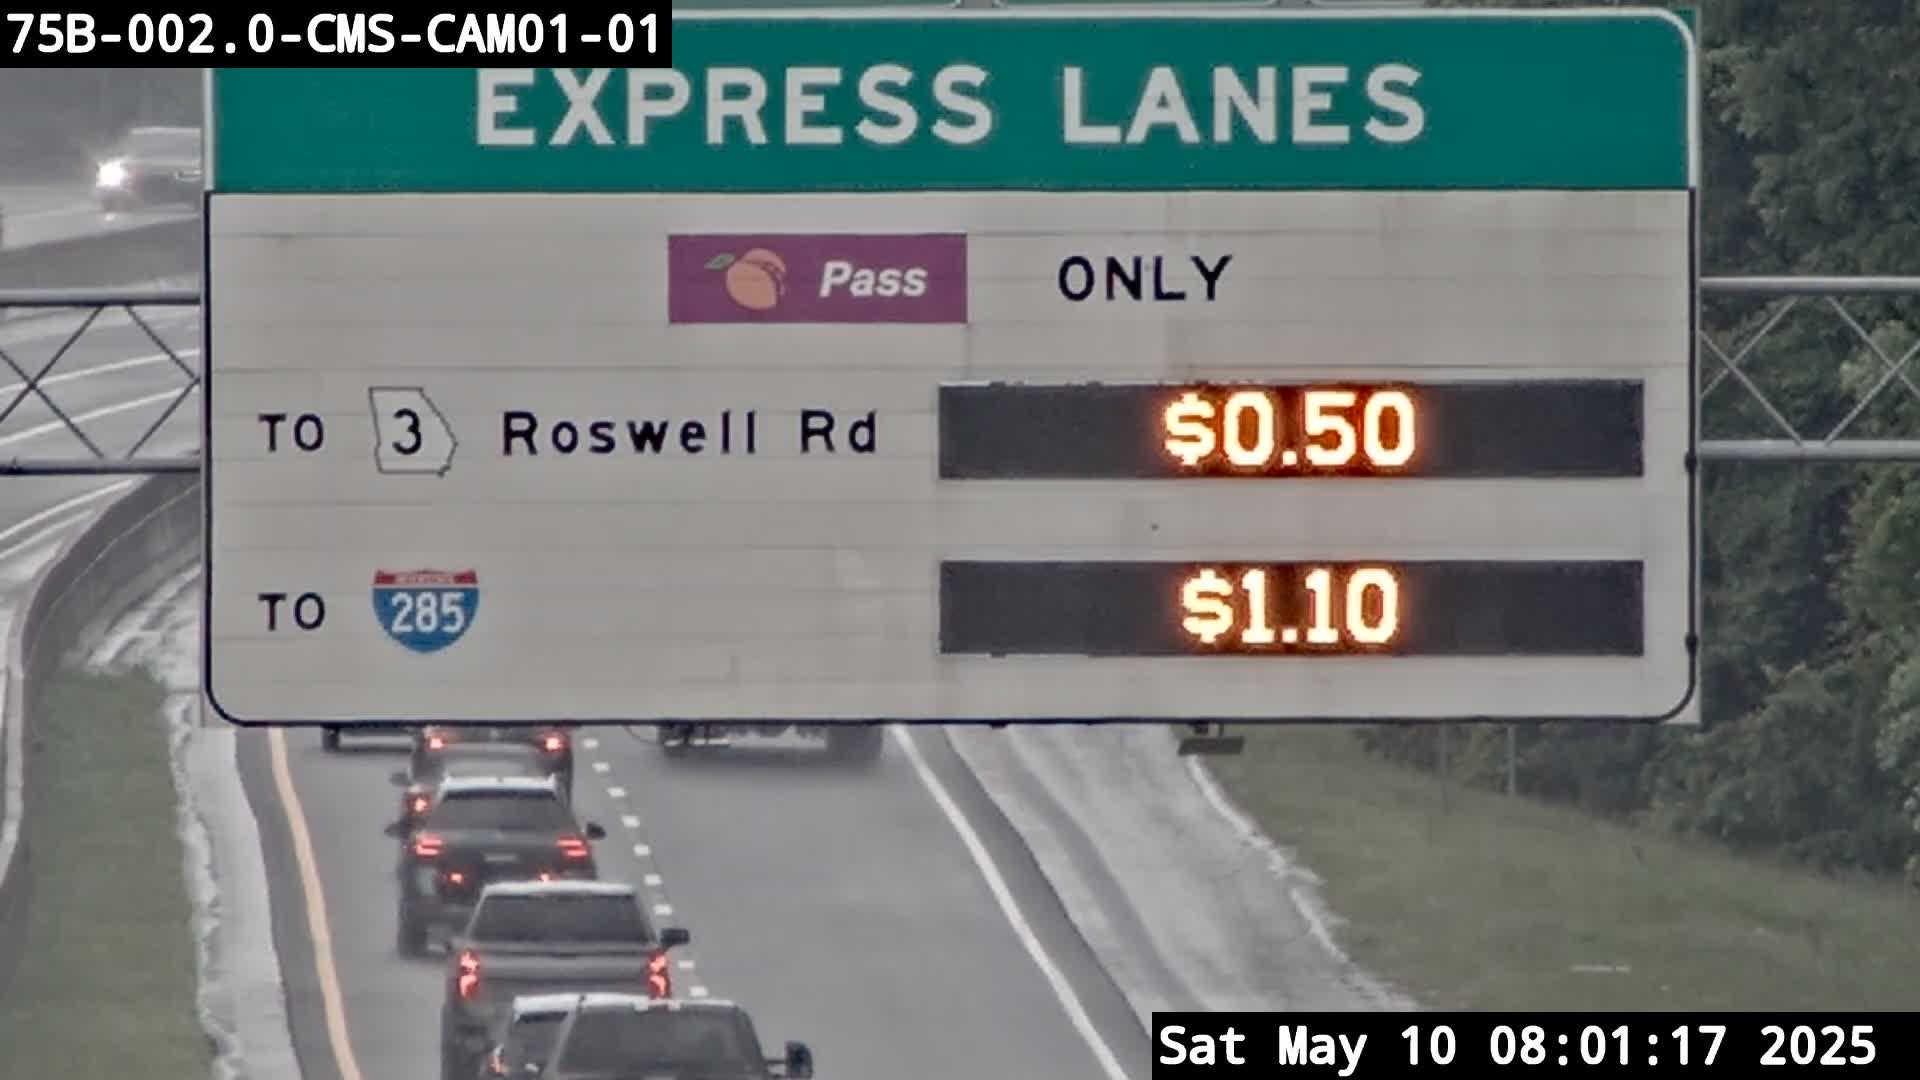 75B-002.0-CMS-CAM01-01
EXPRESS LANES
Pass ONLY
TO 3 Roswell Rd $0.50
TO 285 $1.10
Sat May 10 08:01:17 2025